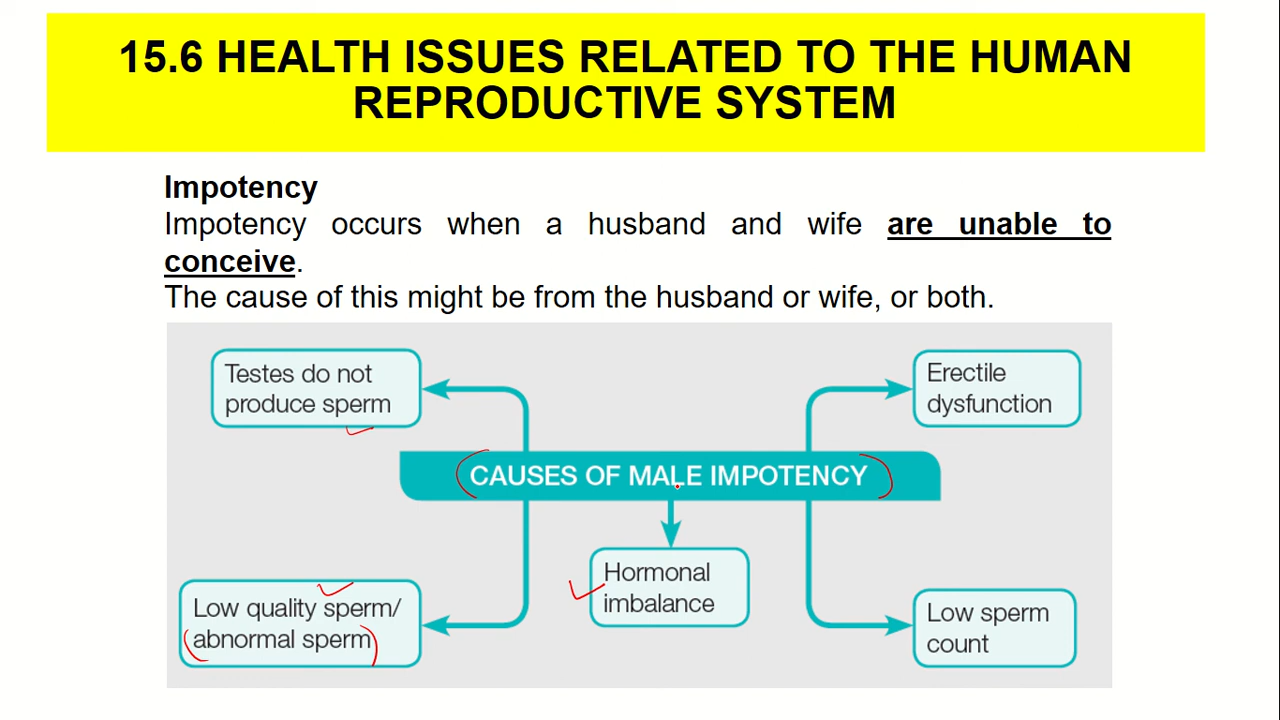 15.6 HEALTH ISSUES RELATED TO THE HUMAN
REPRODUCTIVE SYSTEM
Impotency
Impotency occurs when a husband and wife are unable to
conceive.
The cause of this might be from the husband or wife, or both.
Testes do not
produce sperm
Erectile
dysfunction
CAUSES OF MALE IMPOTENCY
Hormonal
imbalance
Low quality sperm/
abnormal sperm
Low sperm
count